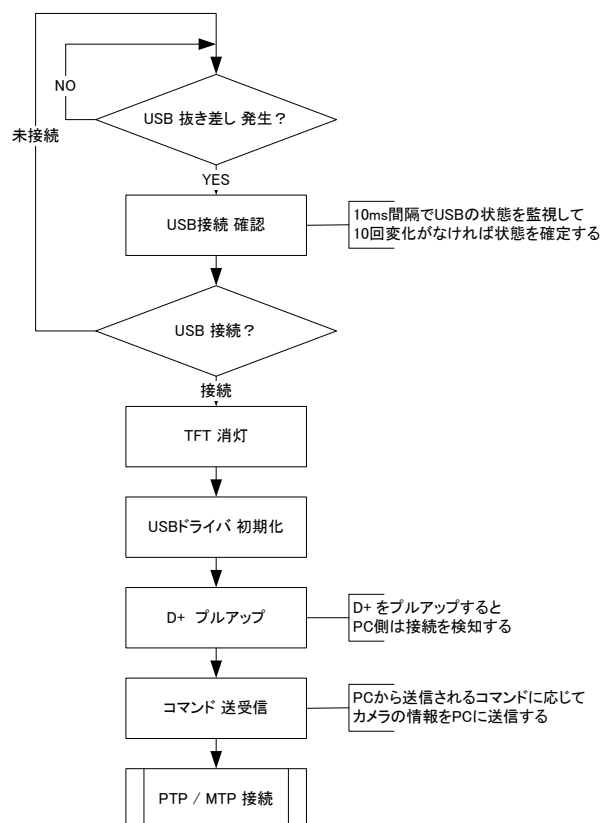 NO
USB 抜き差し 発生？
未接続
YES
USB接続 確認
10ms間隔でUSBの状態を監視して
10回変化がなければ状態を確定する
USB 接続？
接続
TFT 消灯
USBドライバ 初期化
D+ プルアップ
D+ をプルアップすると
PC側は接続を検知する
コマンド 送受信
PCから送信されるコマンドに応じて
カメラの情報をPCに送信する
PTP / MTP 接続